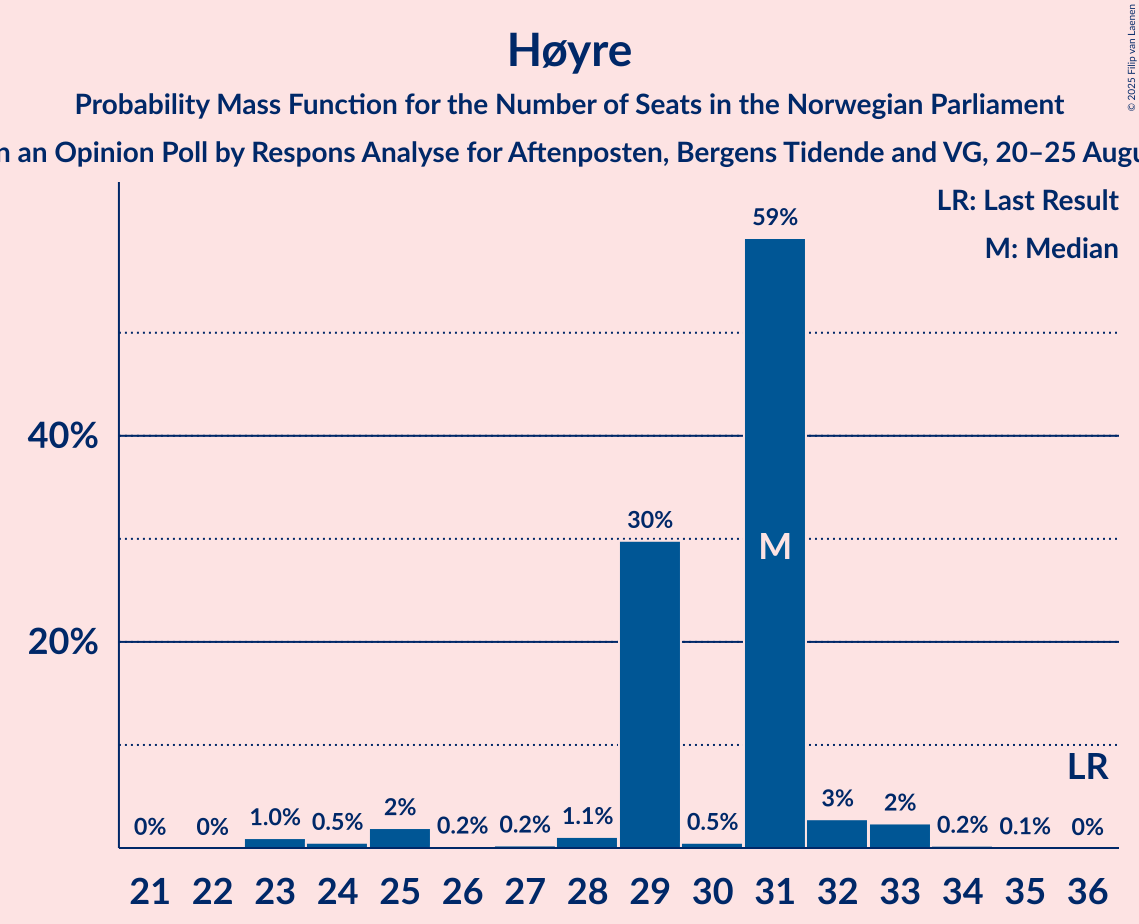 Høyre
Probability Mass Function for the Number of Seats in the Norwegian Parliament
an Opinion Poll by Respons Analyse for Aftenposten, Bergens Tidende and VG, 20–25
© 2025 Filip van Laenen
LR: Last Result
M: Median
59%
40%
30%
M
20%
LR
0% 0% 1.0% 0.5% 2% 0.2% 0.2% 1.1% 0.5% 3% 2% 0.2% 0.1% 0%
21 22 23 24 25 26 27 28 29 30 31 32 33 34 35 36